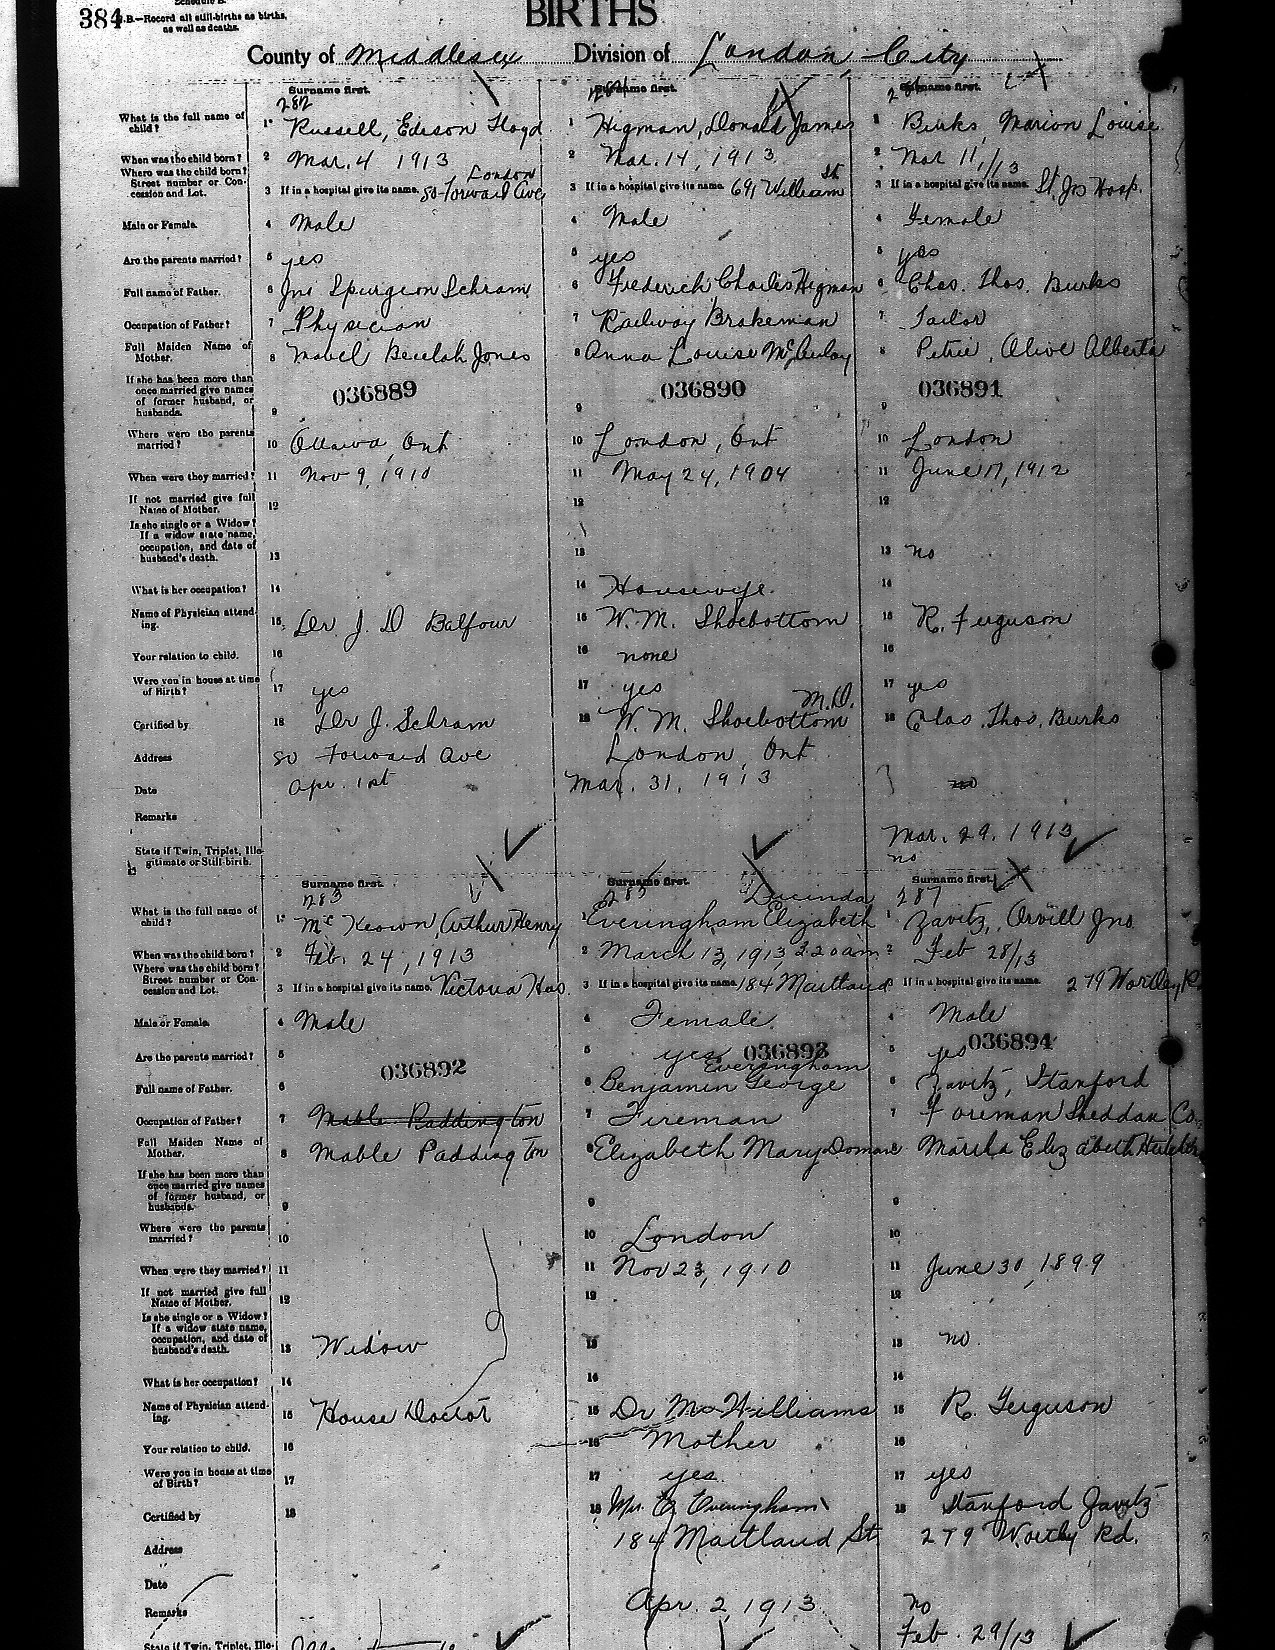 Schedule B.
384 N.B.—Record all still-births as births,
as well as deaths.
BIRTHS
County of Middlesex Division of London City
Surname first. Surname first. Surname first.
282
What is the full name of child? 1 Russell, Edison Floyd 1 Higman, Donald James 1 Burks, Marion Louise
When was the child born? 2 Mar. 4 1913 2 Mar. 14, 1913 2 Mar 11/13
Where was the child born? Street number or Concession and Lot. 3 If in a hospital give its name. 80 Forward Ave London 3 If in a hospital give its name. 691 William St 3 If in a hospital give its name. St. Jos Hosp.
Male or Female. 4 Male 4 Male 4 Female
Are the parents married? 5 yes 5 yes 5 yes
Full name of Father. 6 Jno Spurgeon Schram 6 Frederick Charles Higman 6 Chas. Thos. Burks
Occupation of Father? 7 Physician 7 Railway Brakeman 7 Tailor
Full Maiden Name of Mother. 8 Mabel Beulah Jones 8 Anna Louise McAulay 8 Petrie, Olive Alberta
If she has been more than once married give names of former husband, or husbands. 9 036889 9 036890 9 036891
Where were the parents married? 10 Ottawa, Ont 10 London, Ont 10 London
When were they married? 11 Nov 9, 1910 11 May 24, 1904 11 June 17, 1912
If not married give full Name of Mother. 12 12 12
Is she single or a Widow? If a widow state name, occupation, and date of husband's death. 13 13 13 no
What is her occupation? 14 14 Housewife. 14
Name of Physician attending. 15 Dr J. D Balfour 15 W. M. Shoebottom 15 R. Ferguson
Your relation to child. 16 16 none 16
Were you in house at time of Birth? 17 yes 17 yes 17 yes
Certified by 18 Dr J. Schram 18 W. M. Shoebottom M.D. 18 Chas. Thos. Burks
Address 80 Forward Ave London, Ont
Date Apr. 1st Mar. 31, 1913 no
Remarks
Mar. 29. 1913
State if Twin, Triplet, Illegitimate or Still-birth. no
Surname first. Surname first. Surname first.
283 285 287
What is the full name of child? 1 McKeown, Arthur Henry 1 Everingham Elizabeth Lucinda 1 Zavitz, Orvill Jno
When was the child born? 2 Feb. 24, 1913 2 March 13, 1913, 3 20 am 2 Feb 28/13
Where was the child born? Street number or Concession and Lot. 3 If in a hospital give its name. Victoria Hos. 3 If in a hospital give its name. 184 Maitland 3 If in a hospital give its name. 279 Wortley R
Male or Female. 4 Male 4 Female 4 Male
Are the parents married? 5 036892 5 yes 036893 5 yes 036894
Full name of Father. 6 6 Benjamin George Everingham 6 Zavitz, Stanford
Occupation of Father? 7 Mable Paddington 7 Fireman 7 Foreman Sheddan Co.
Full Maiden Name of Mother. 8 Mable Paddington 8 Elizabeth Mary Domane 8 Martha Elizabeth
If she has been more than once married give names of former husband, or husbands. 9 9 9
Where were the parents married? 10 10 London 10
When were they married? 11 11 Nov 23, 1910 11 June 30, 1899
If not married give full Name of Mother. 12 12 12
Is she single or a Widow? If a widow state name, occupation, and date of husband's death. 13 Widow 13 13 no
What is her occupation? 14 14 14
Name of Physician attending. 15 House Doctor 15 Dr McWilliams 15 R. Ferguson
Your relation to child. 16 16 Mother 16
Were you in house at time of Birth? 17 17 yes 17 yes
Certified by 18 18 Mrs. Everingham 18 Stanford Zavitz
Address 184 Maitland St 279 Wortly Rd.
Date
Remarks Apr. 2, 1913 no
State if Twin, Triplet, Ille- Feb. 29/13